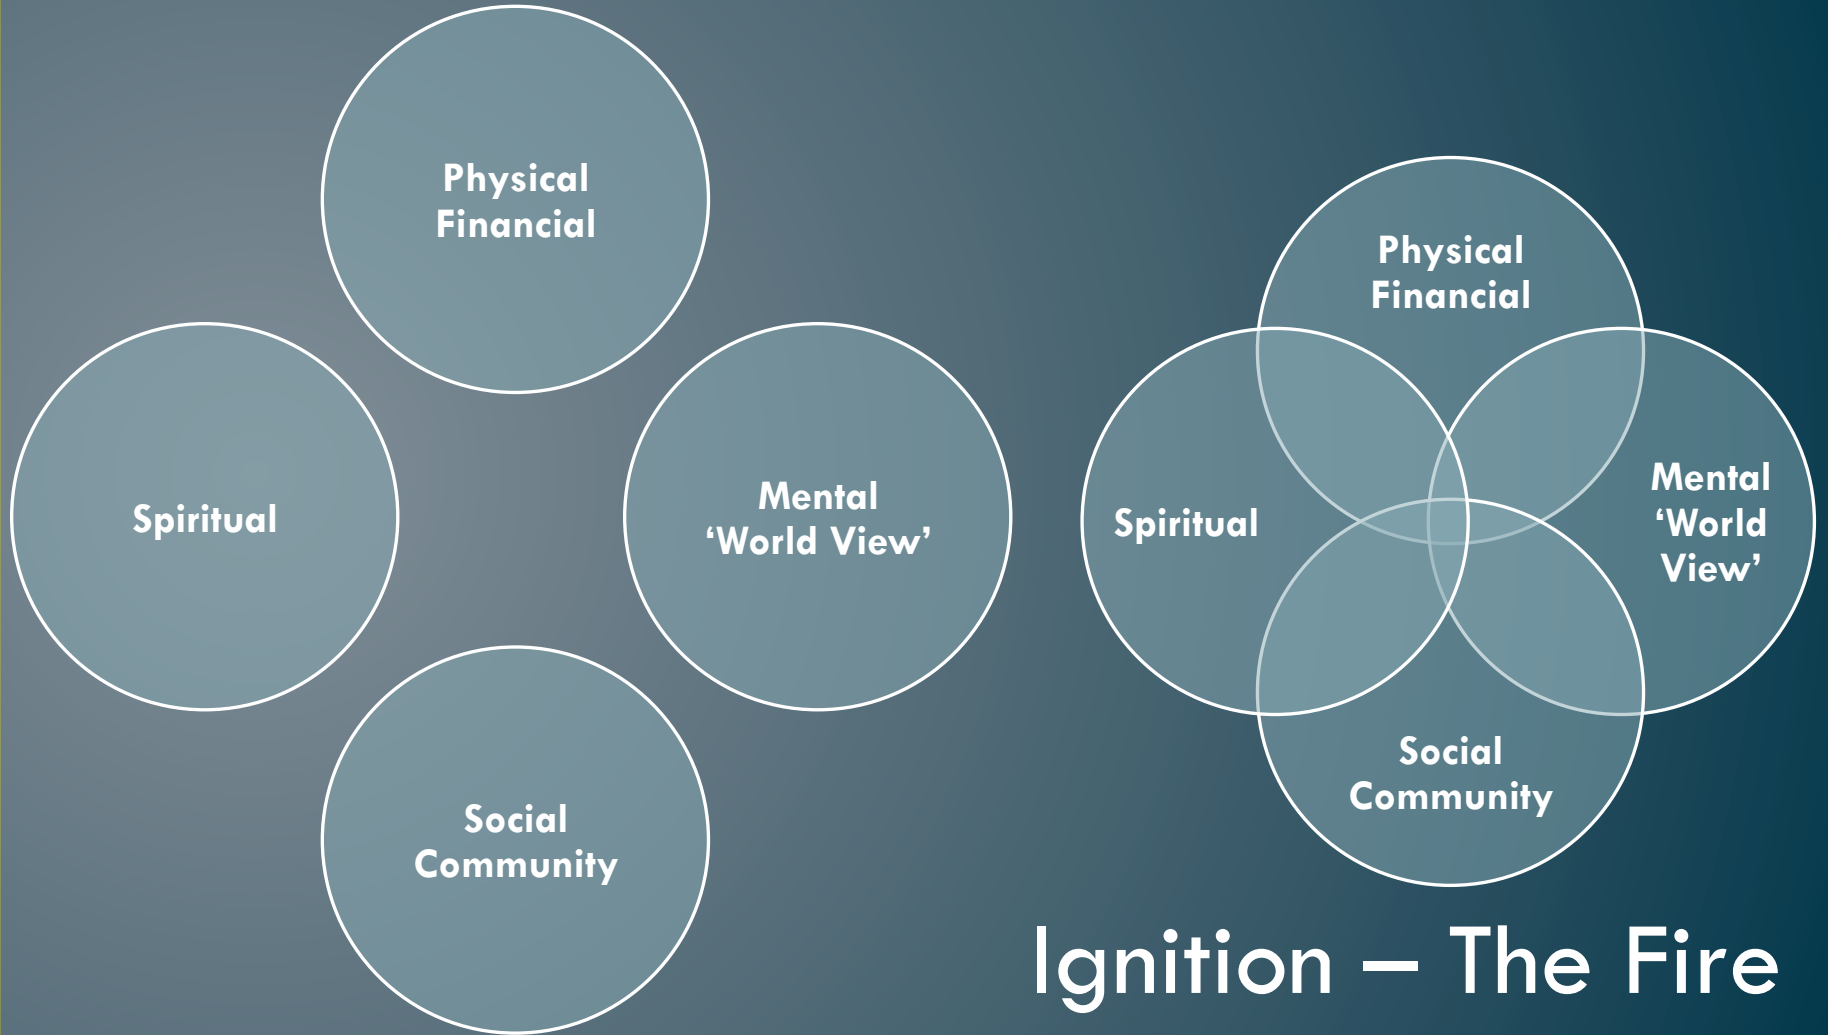 Physical
Financial
Spiritual
Mental
‘World View’
Social
Community
Physical
Financial
Spiritual
Mental
‘World
View’
Social
Community
Ignition – The Fire